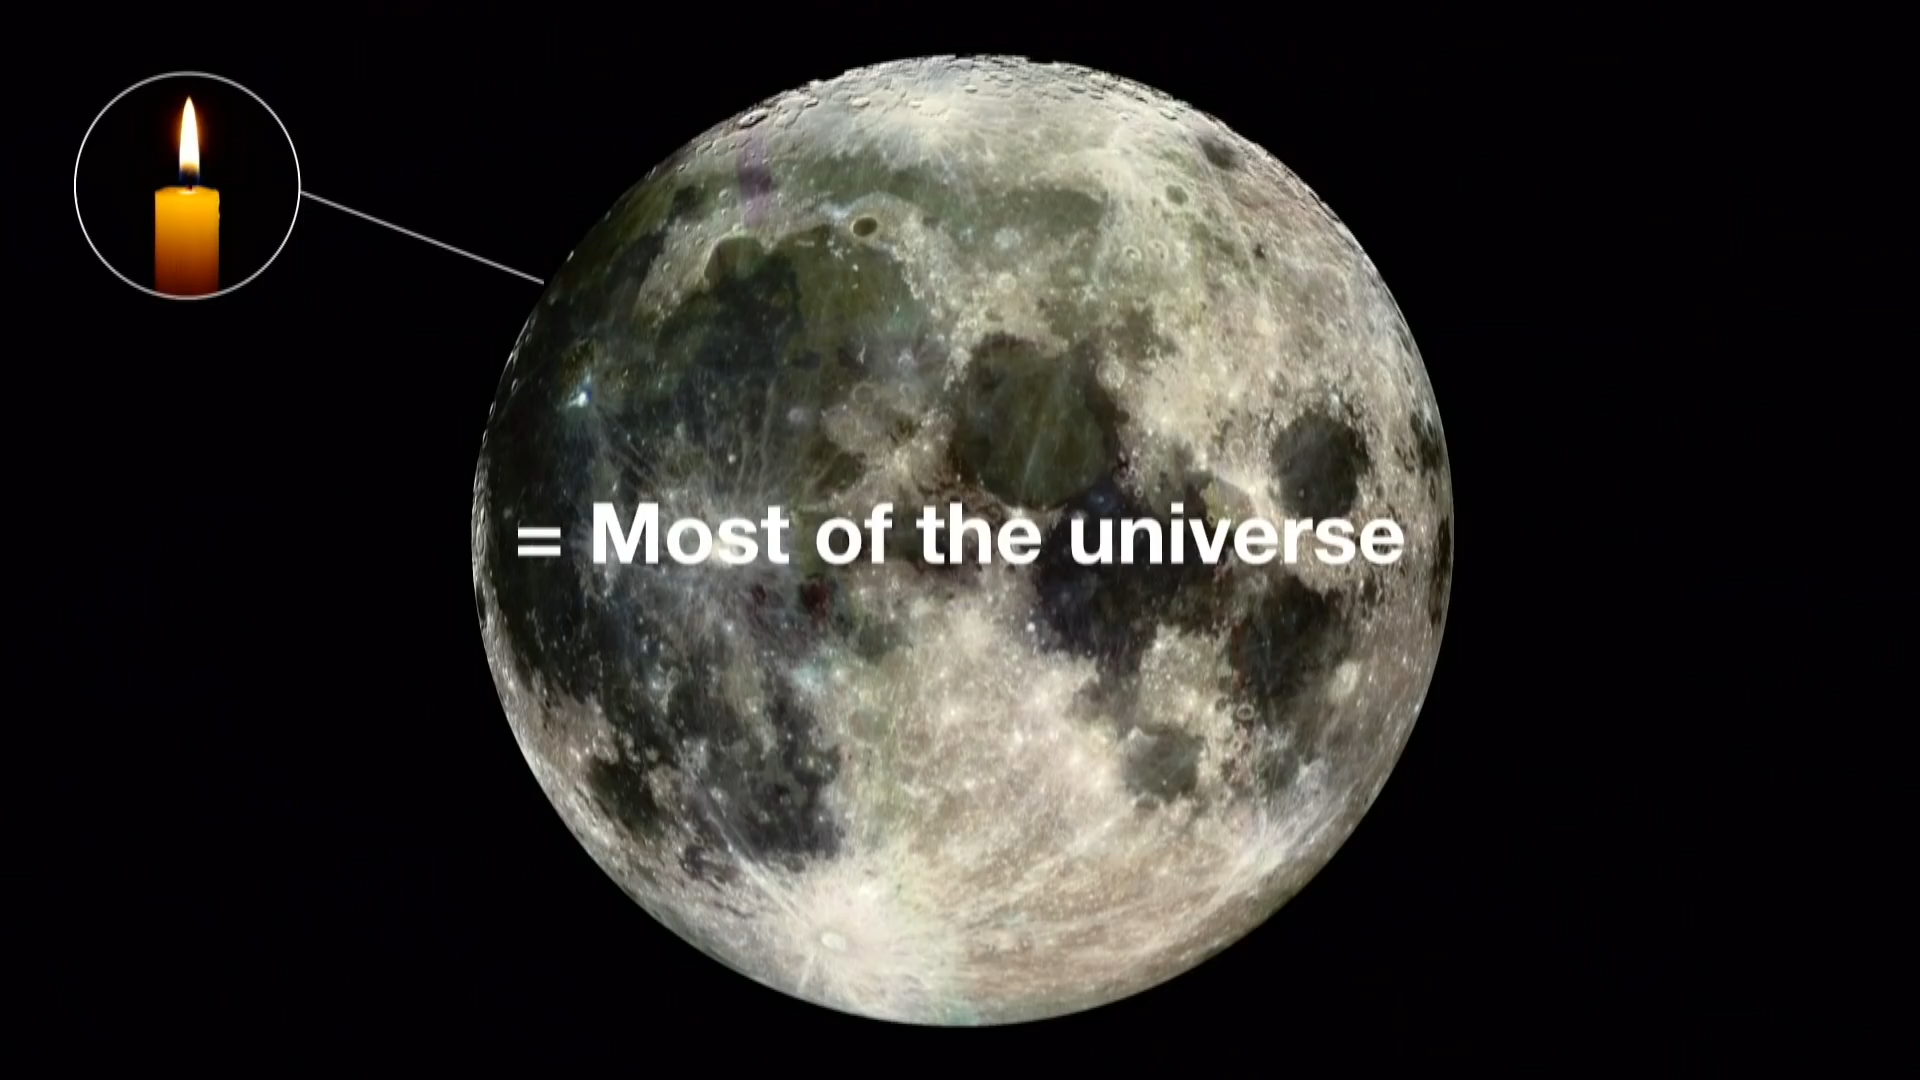 = Most of the universe